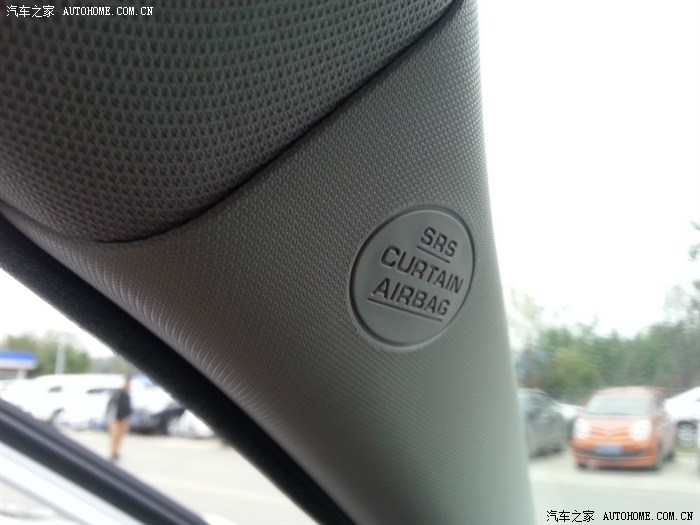 汽车之家 AUTOHOME.COM.CN
SRS
CURTAIN
AIRBAG
汽车之家 AUTOHOME.COM.CN